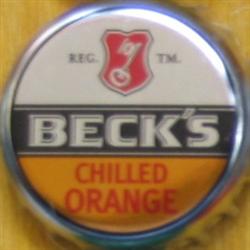 REG. TM.
BECK'S
CHILLED
ORANGE